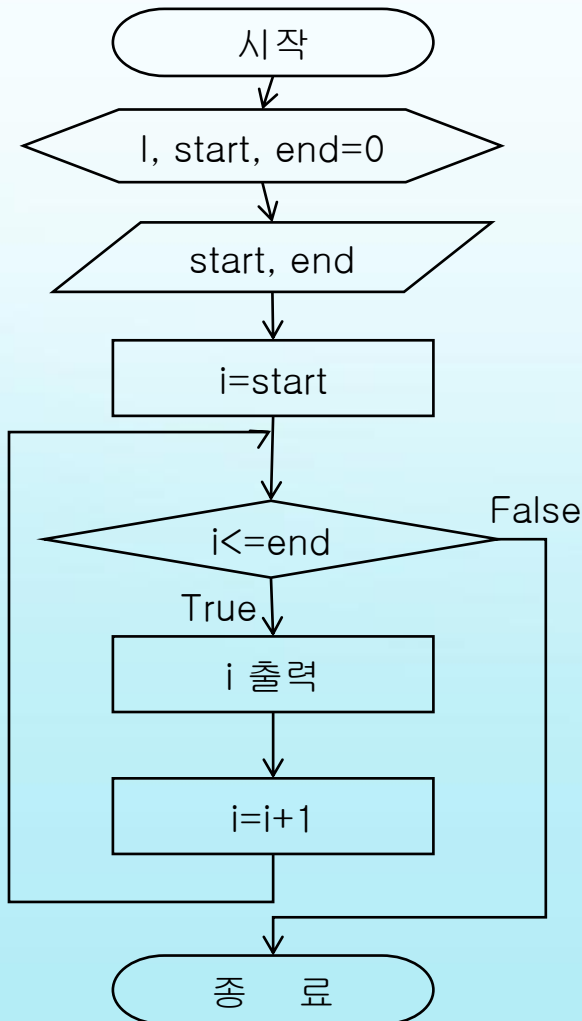 시작
I, start, end=0
start, end
i=start
i<=end
False
True
i 출력
i=i+1
종 료